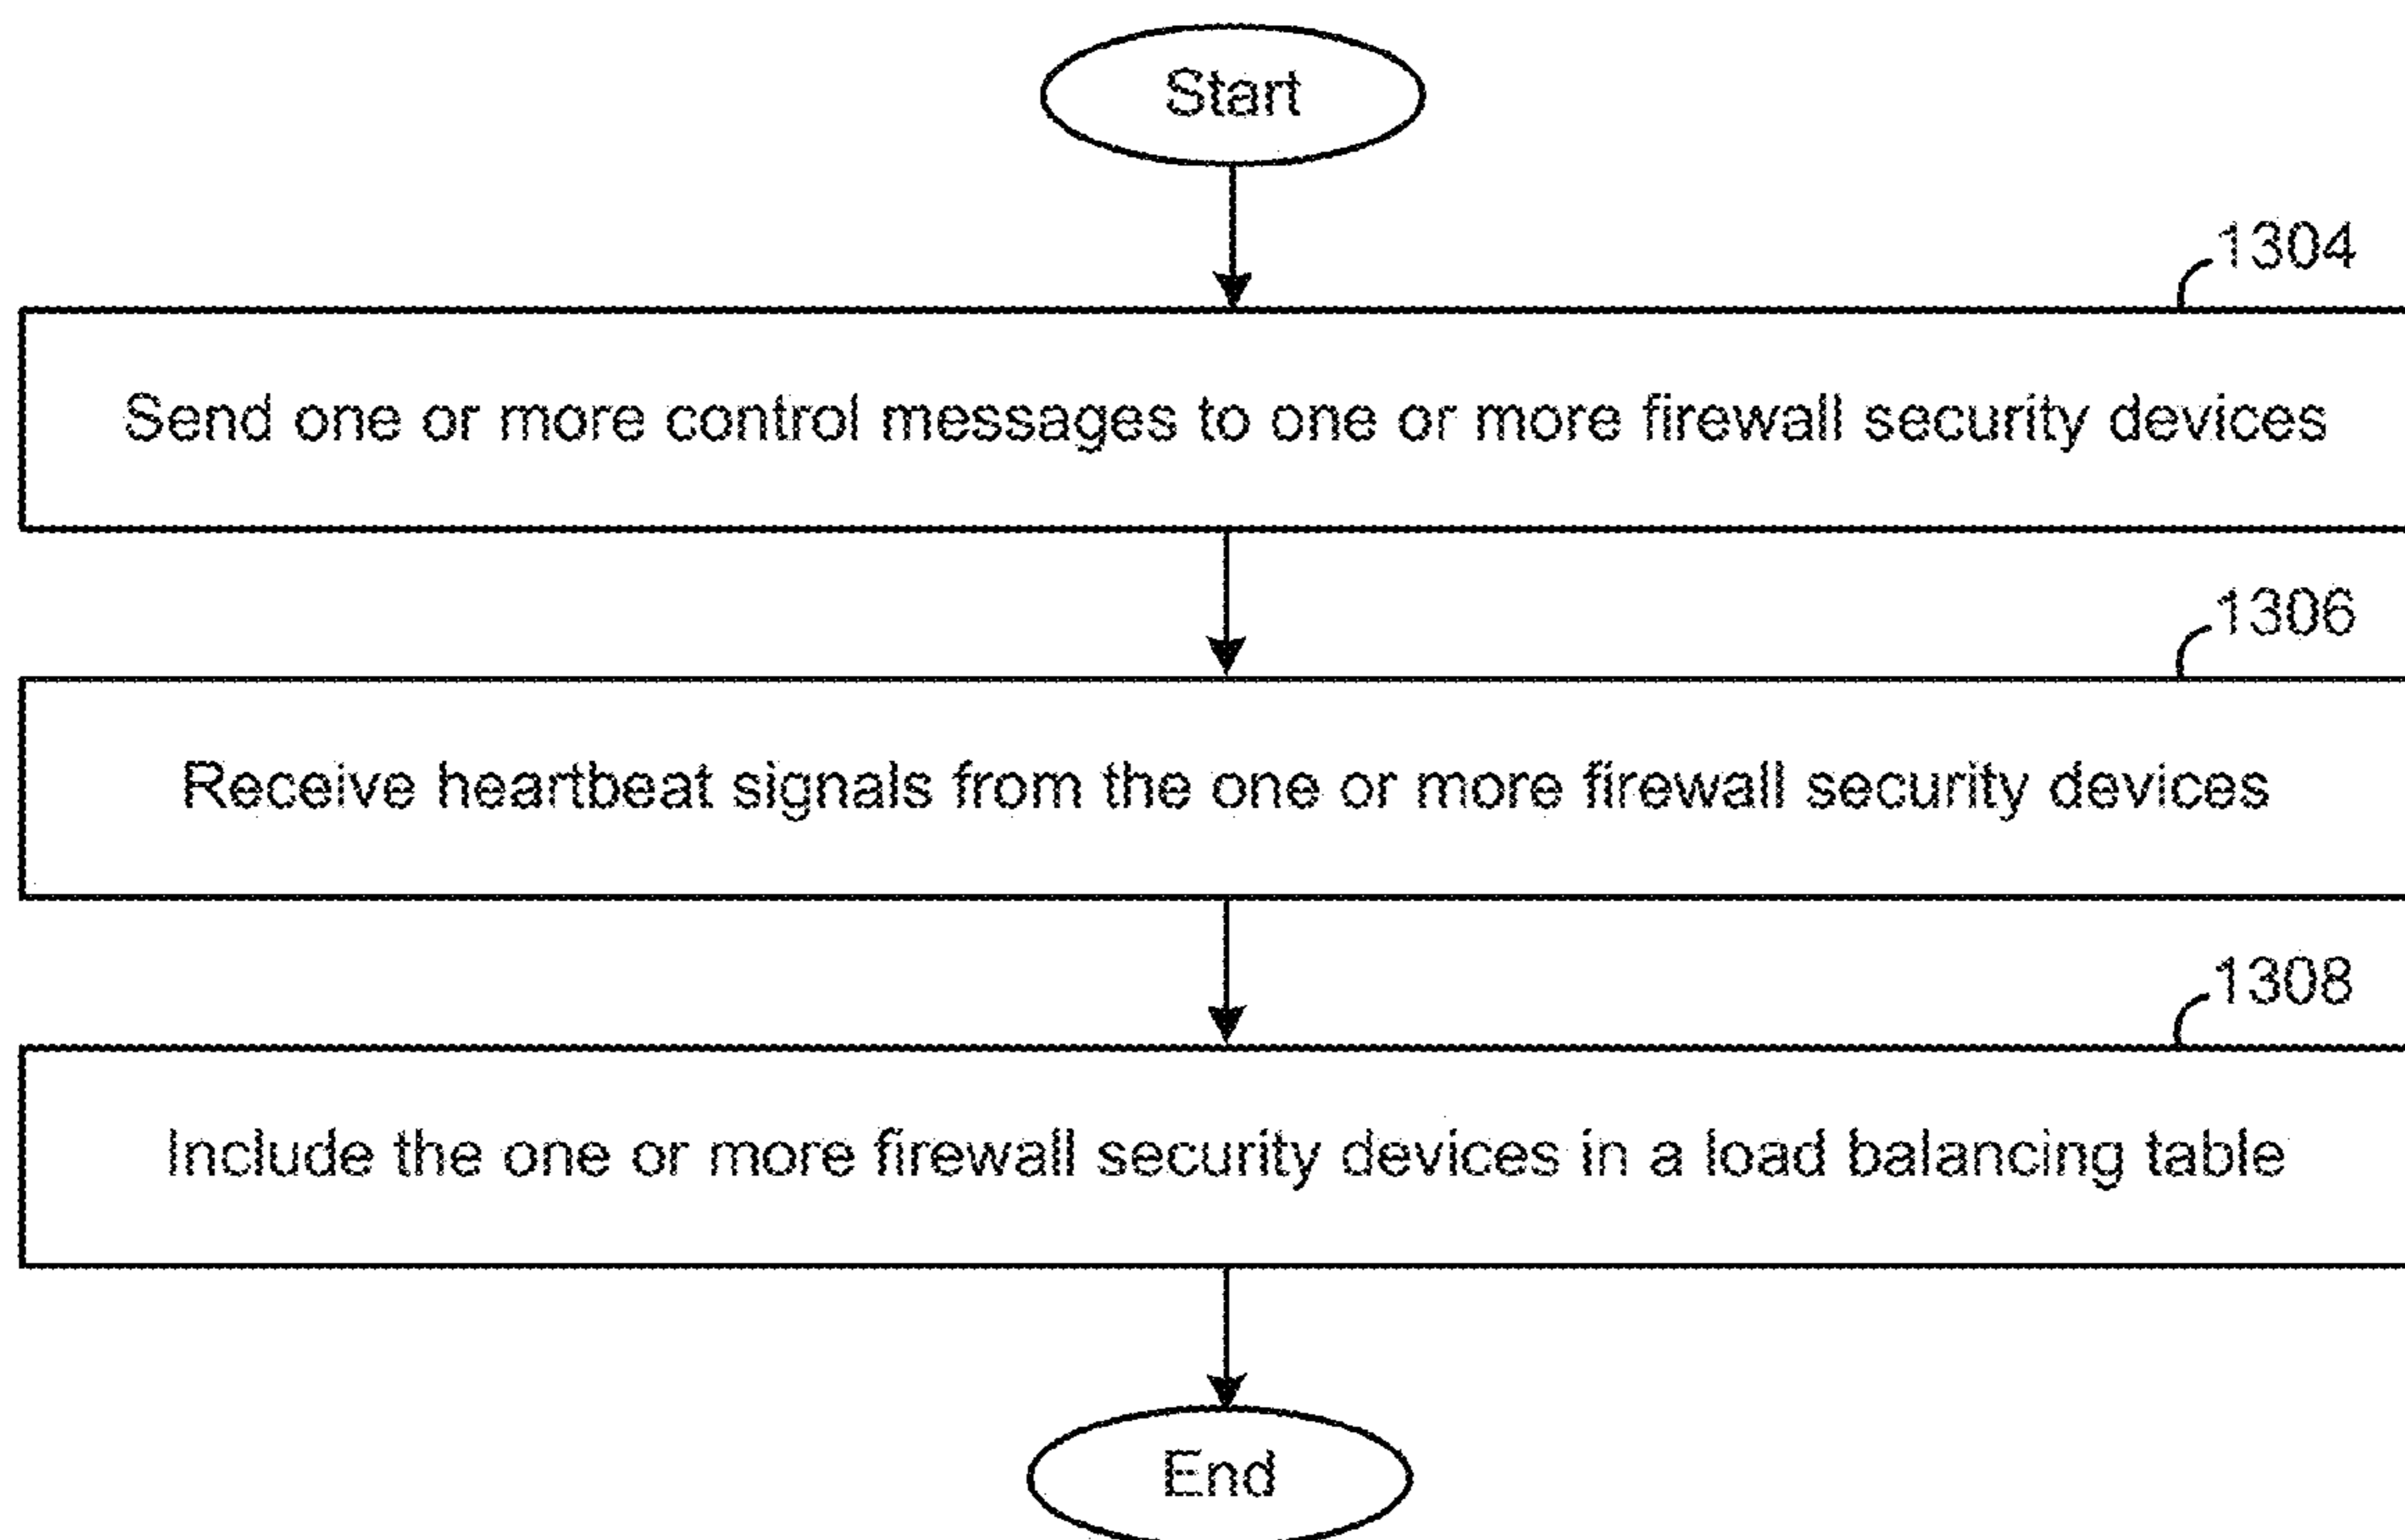 Start
1304
Send one or more control messages to one or more firewall security devices
1306
Receive heartbeat signals from the one or more firewall security devices
1308
Include the one or more firewall security devices in a load balancing table
End